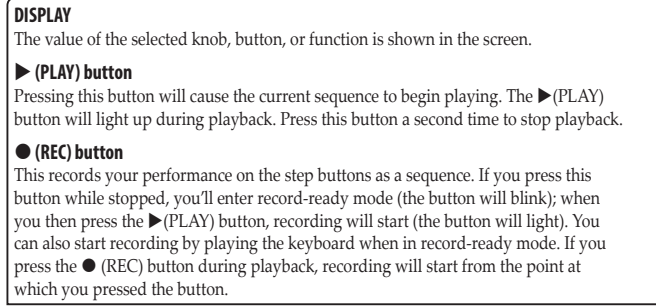 DISPLAY
The value of the selected knob, button, or function is shown in the screen.
▶ (PLAY) button
Pressing this button will cause the current sequence to begin playing. The ▶(PLAY)
button will light up during playback. Press this button a second time to stop playback.
● (REC) button
This records your performance on the step buttons as a sequence. If you press this
button while stopped, you'll enter record-ready mode (the button will blink); when
you then press the ▶(PLAY) button, recording will start (the button will light). You
can also start recording by playing the keyboard when in record-ready mode. If you
press the ● (REC) button during playback, recording will start from the point at
which you pressed the button.